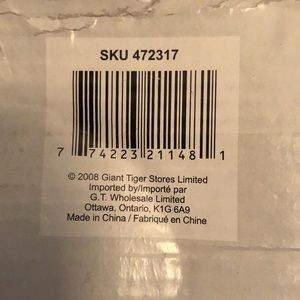 SKU 472317
7 74223 21148 1
© 2008 Giant Tiger Stores Limited
Imported by/Importé par
G.T. Wholesale Limited
Ottawa, Ontario, K1G 6A9
Made in China / Fabriqué en Chine